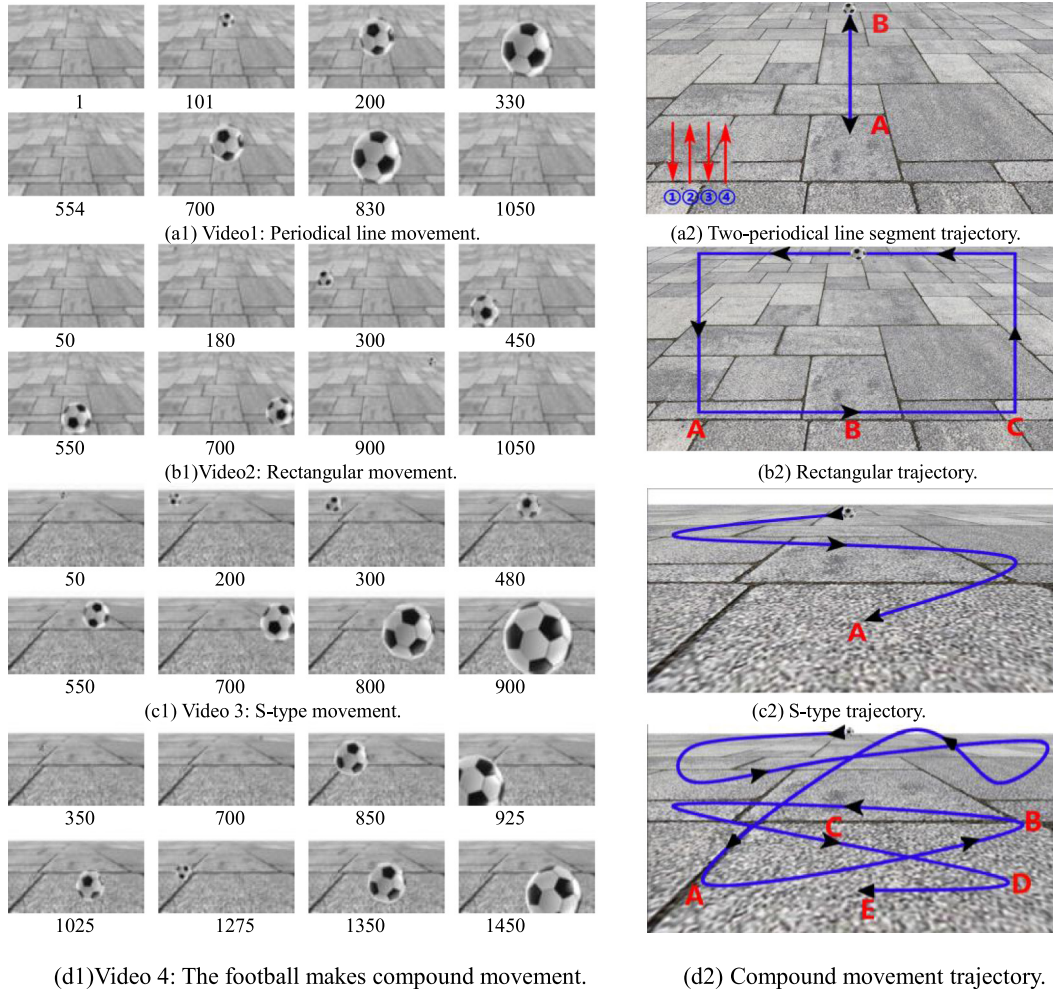 1 101 200 330
554 700 830 1050
(a1) Video1: Periodical line movement.
B
A
①②③④
(a2) Two-periodical line segment trajectory.
50 180 300 450
550 700 900 1050
(b1)Video2: Rectangular movement.
A B C
(b2) Rectangular trajectory.
50 200 300 480
550 700 800 900
(c1) Video 3: S-type movement.
A
(c2) S-type trajectory.
350 700 850 925
1025 1275 1350 1450
(d1)Video 4: The football makes compound movement.
B
C
D
A
E
(d2) Compound movement trajectory.